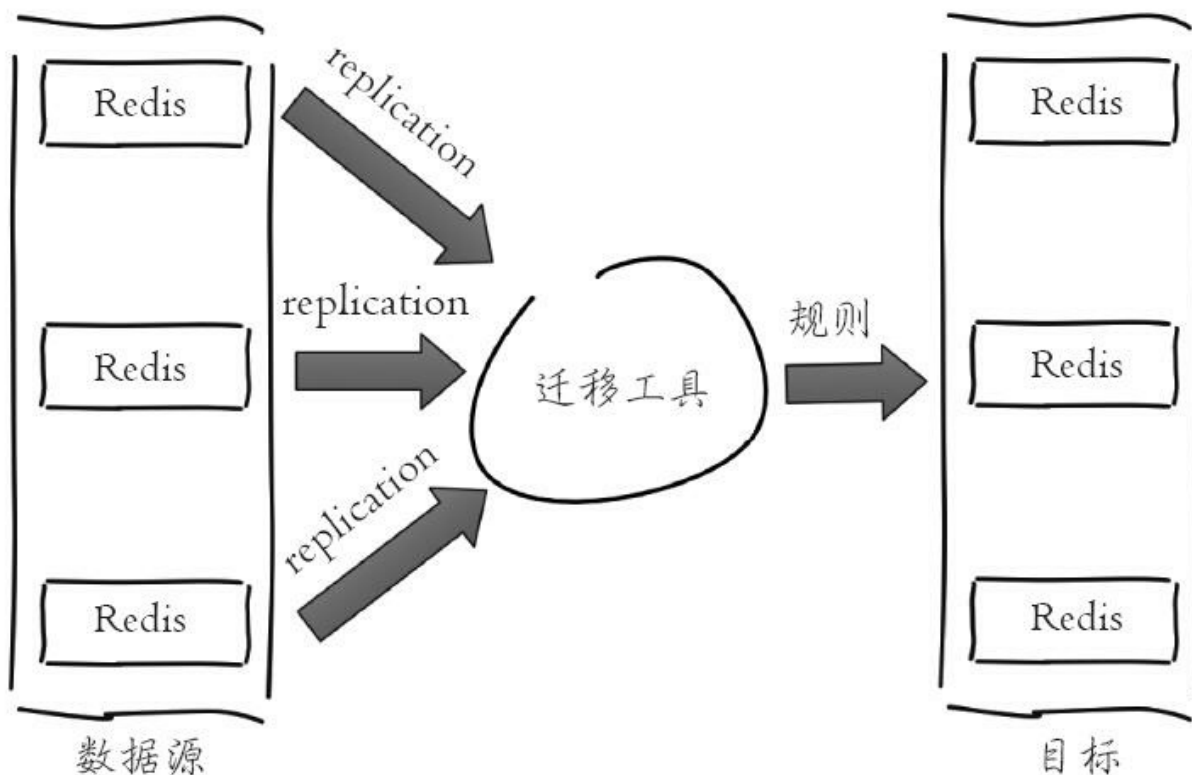 Redis
replication
Redis
replication
Redis
迁移工具
规则
Redis
replication
Redis
Redis
数据源
目标